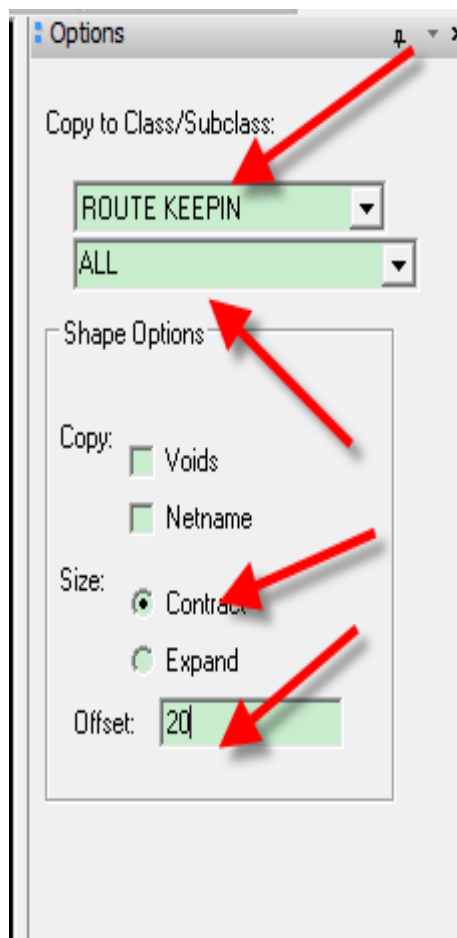 Options
Copy to Class/Subclass:
ROUTE KEEPIN
ALL
Shape Options
Copy:
Voids
Netname
Size:
Contract
Expand
Offset: 20